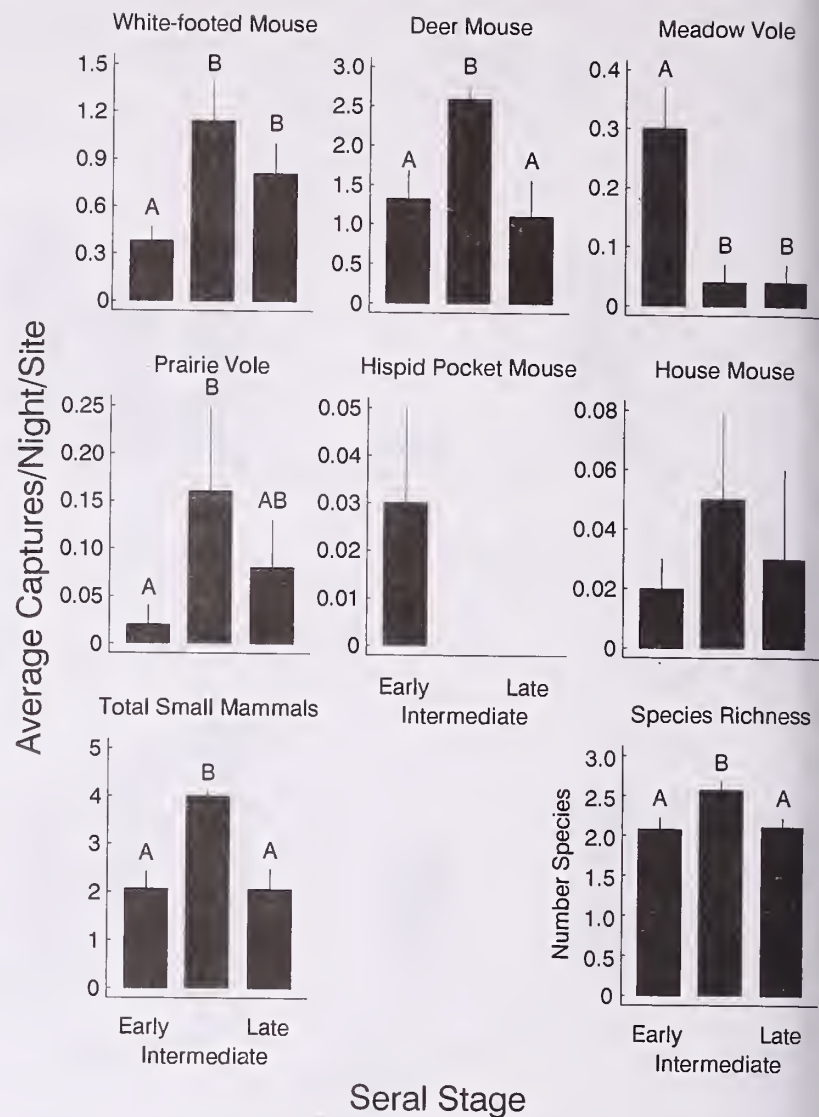 White-footed Mouse
Deer Mouse
Meadow Vole
1.5
1.2
0.9
0.6
0.3
0
A
B
B
3.0
2.5
2.0
1.5
1.0
0.5
0
A
B
A
0.4
0.3
0.2
0.1
0
A
B
B
Average Captures/Night/Site
Prairie Vole
Hispid Pocket Mouse
House Mouse
0.25
0.20
0.15
0.10
0.05
0
A
B
AB
0.05
0.04
0.03
0.02
0.01
0
Early
Late
Intermediate
0.08
0.06
0.04
0.02
0
Total Small Mammals
Species Richness
5
4
3
2
1
0
A
B
A
Early
Late
Intermediate
Number Species
3.0
2.5
2.0
1.5
1.0
0.5
0
A
B
A
Early
Late
Intermediate
Seral Stage